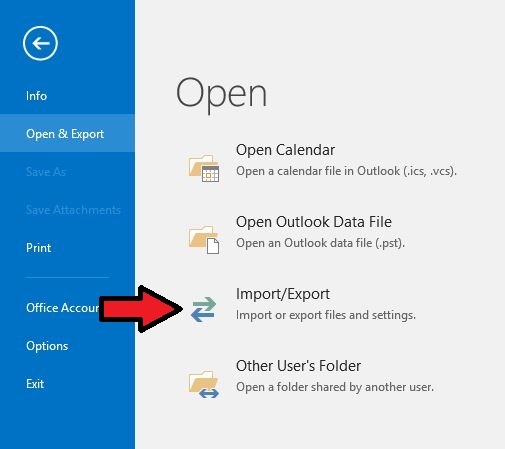 Info
Open & Export
Save As
Save Attachments
Print
Office Accou
Options
Exit
Open
Open Calendar
Open a calendar file in Outlook (.ics, .vcs).
Open Outlook Data File
Open an Outlook data file (.pst).
Import/Export
Import or export files and settings.
Other User's Folder
Open a folder shared by another user.